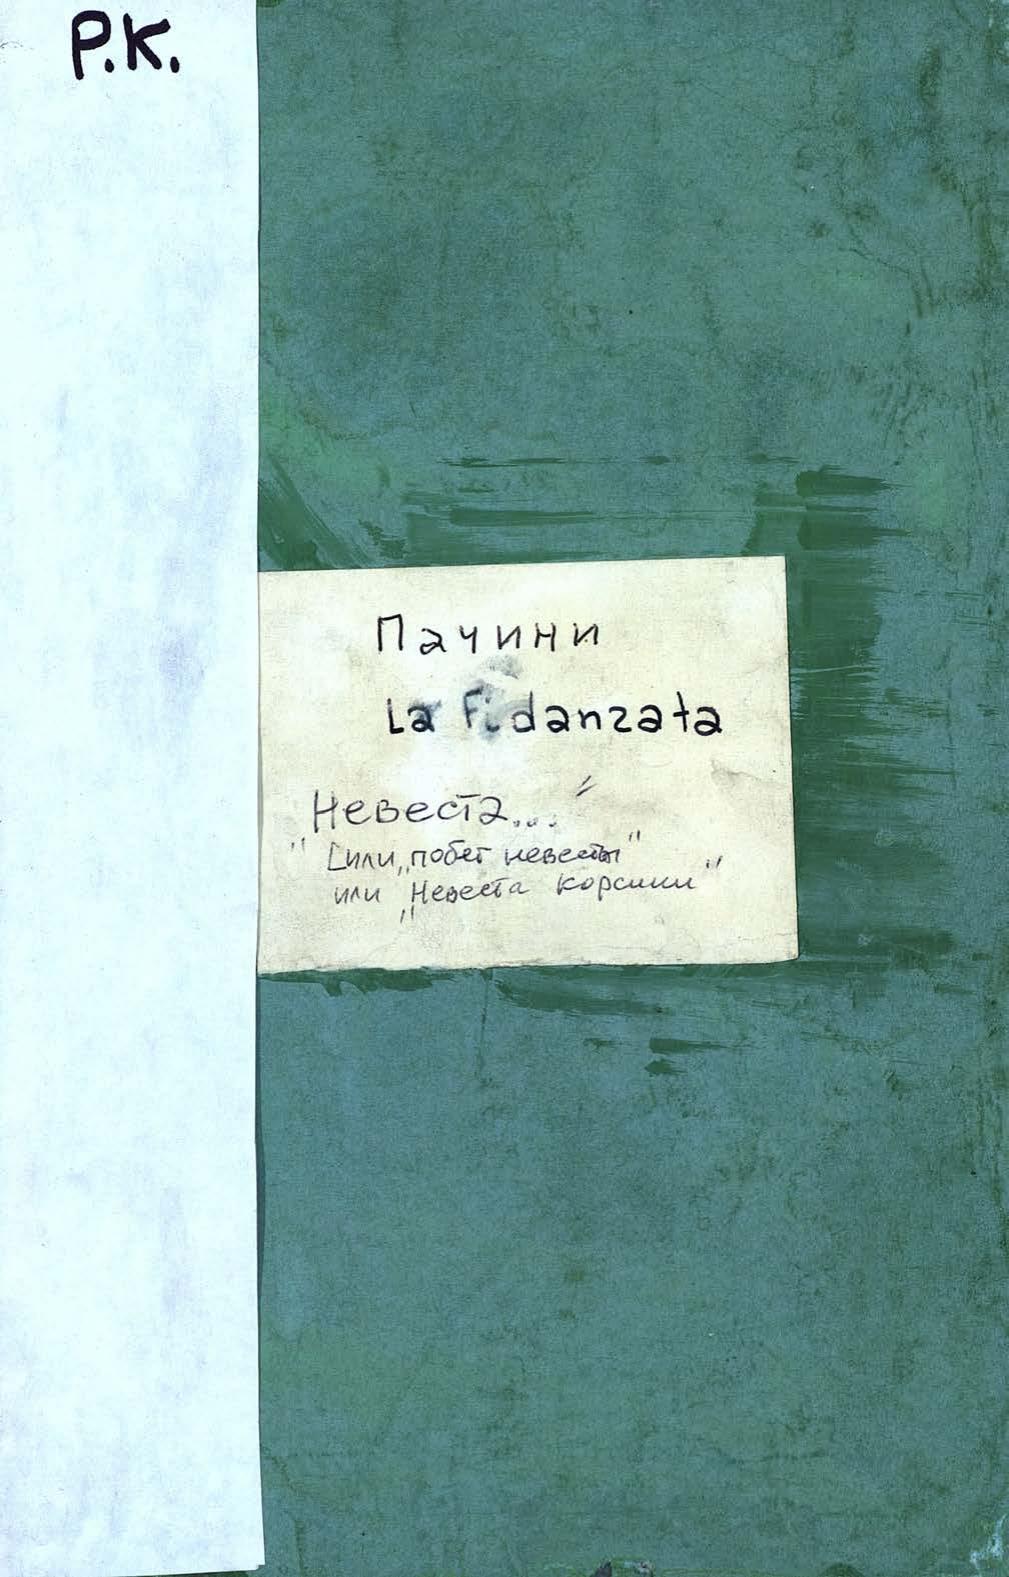 Р.К.
Пачини
La Fidanzata
"Невеста..."
[или „побег невесты"
или „Невеста Корсики"